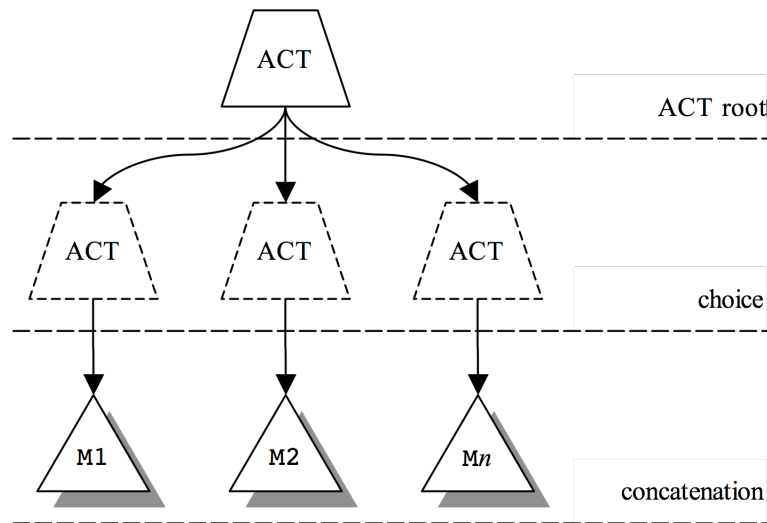 ACT
ACT root
ACT ACT ACT
choice
M1 M2 Mn
concatenation